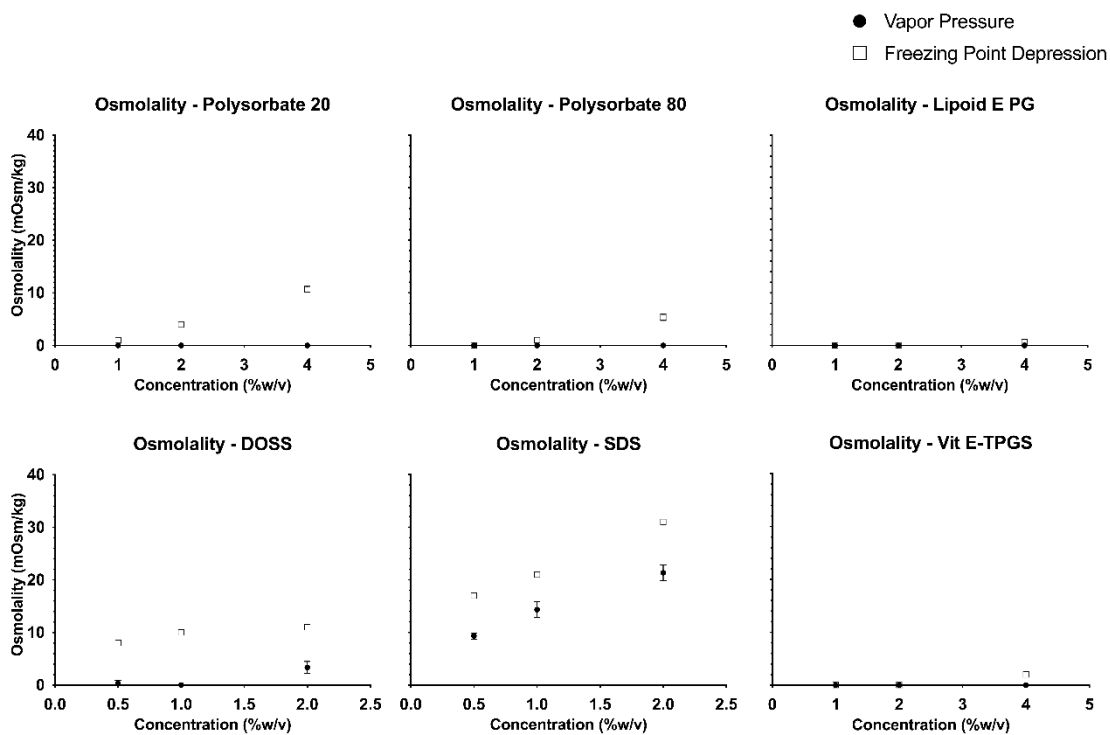 Vapor Pressure
Freezing Point Depression
Osmolality - Polysorbate 20
Osmolality (mOsm/kg)
40
30
20
10
0
0 1 2 3 4 5
Concentration (%w/v)
Osmolality - Polysorbate 80
0 1 2 3 4 5
Concentration (%w/v)
Osmolality - Lipoid E PG
0 1 2 3 4 5
Concentration (%w/v)
Osmolality - DOSS
Osmolality (mOsm/kg)
40
30
20
10
0
0.0 0.5 1.0 1.5 2.0 2.5
Concentration (%w/v)
Osmolality - SDS
0.0 0.5 1.0 1.5 2.0 2.5
Concentration (%w/v)
Osmolality - Vit E-TPGS
0 1 2 3 4 5
Concentration (%w/v)